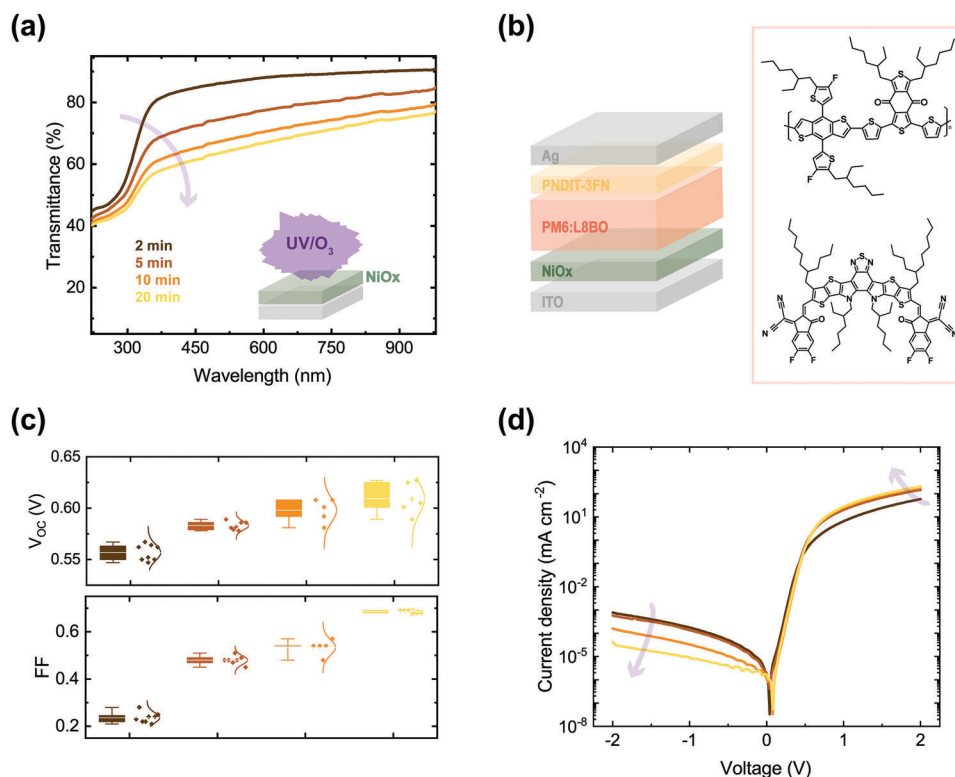 (a)
Transmittance (%)
80
60
40
20
2 min
5 min
10 min
20 min
UV/O3
NiOx
300
450
600
750
900
Wavelength (nm)
(b)
Ag
PNDIT-3FN
PM6:L8BO
NiOx
ITO
F
S
S
S
S
O
O
S
S
S
S
S
F
n
N
S
N
S
S
S
S
N
N
N
N
O
O
N
N
F
F
F
F
(c)
VOC (V)
0.65
0.60
0.55
FF
0.6
0.4
0.2
(d)
Current density (mA cm−2)
10^4
10^1
10^-2
10^-5
10^-8
-2
-1
0
1
2
Voltage (V)